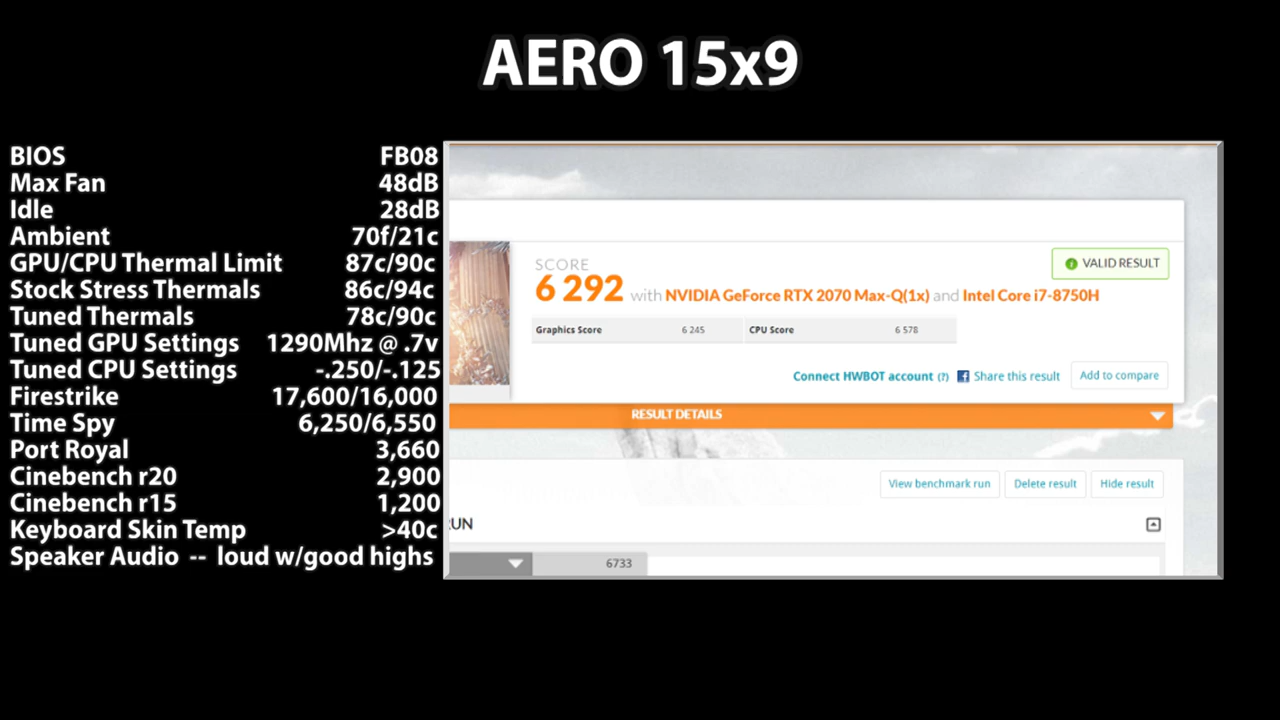 AERO 15x9
BIOS FB08
Max Fan 48dB
Idle 28dB
Ambient 70f/21c
GPU/CPU Thermal Limit 87c/90c
Stock Stress Thermals 86c/94c
Tuned Thermals 78c/90c
Tuned GPU Settings 1290Mhz @ .7v
Tuned CPU Settings -.250/-.125
Firestrike 17,600/16,000
Time Spy 6,250/6,550
Port Royal 3,660
Cinebench r20 2,900
Cinebench r15 1,200
Keyboard Skin Temp >40c
Speaker Audio -- loud w/good highs
VALID RESULT
SCORE
6 292 with NVIDIA GeForce RTX 2070 Max-Q(1x) and Intel Core i7-8750H
Graphics Score 6 245 CPU Score 6 578
Connect HWBOT account (?) Share this result Add to compare
RESULT DETAILS
View benchmark run Delete result Hide result
UN
6733